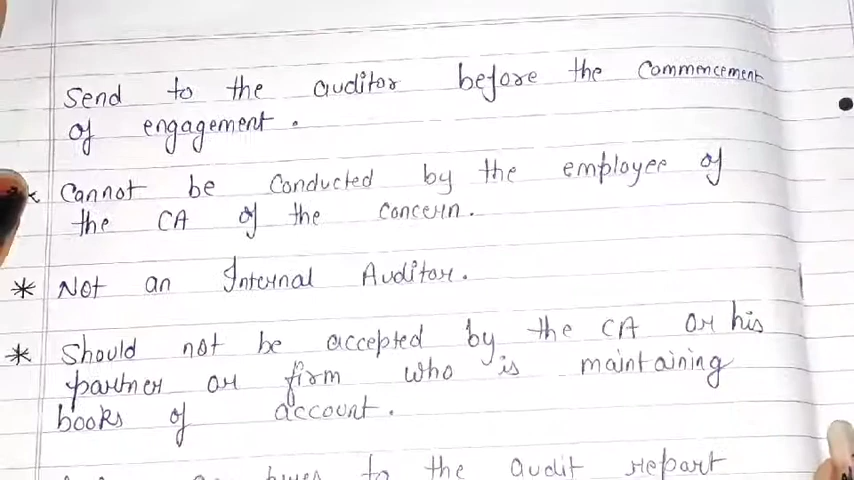 Send to the auditor before the Commencement
of engagement.
* Cannot be Conducted by the employee of
the CA of the Concern.
* Not an Internal Auditor.
* Should not be accepted by the CA or his
partner or firm who is maintaining
books of account.
to the audit report